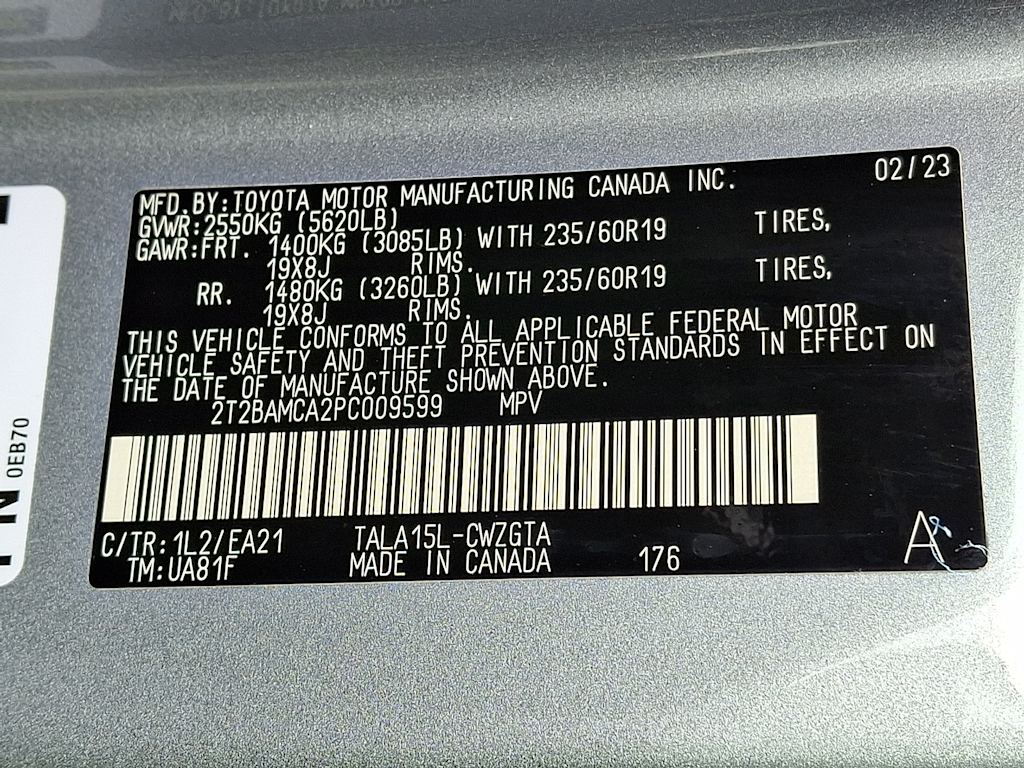 MFD.BY:TOYOTA MOTOR MANUFACTURING CANADA INC. 02/23
GVWR:2550KG (5620LB)
GAWR:FRT. 1400KG (3085LB) WITH 235/60R19 TIRES,
19X8J RIMS.
RR. 1480KG (3260LB) WITH 235/60R19 TIRES,
19X8J RIMS.
THIS VEHICLE CONFORMS TO ALL APPLICABLE FEDERAL MOTOR
VEHICLE SAFETY AND THEFT PREVENTION STANDARDS IN EFFECT ON
THE DATE OF MANUFACTURE SHOWN ABOVE.
2T2BAMCA2PC009599 MPV
C/TR:1L2/EA21 TALA15L-CWZGTA
TM:UA81F MADE IN CANADA 176 A
0EB70